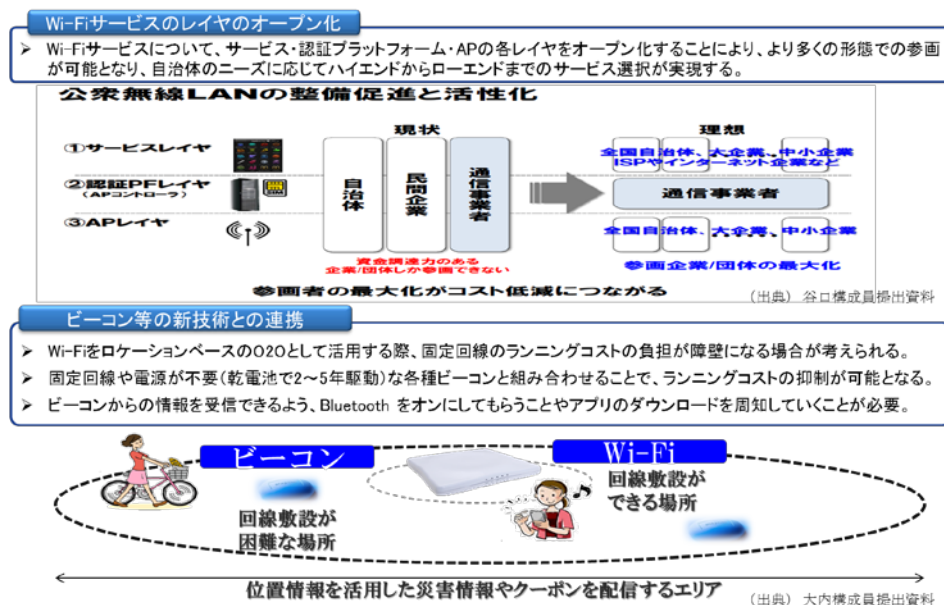 Wi-Fiサービスのレイヤのオープン化
➢ Wi-Fiサービスについて、サービス・認証プラットフォーム・APの各レイヤをオープン化することにより、より多くの形態での参画
が可能となり、自治体のニーズに応じてハイエンドからローエンドまでのサービス選択が実現する。
公衆無線LANの整備促進と活性化
現状
理想
①サービスレイヤ
②認証PFレイヤ
(APコントローラ)
③APレイヤ
自治体
民間企業
通信事業者
全国自治体、大企業、中小企業
ISPやインターネット企業など
通信事業者
全国自治体、大企業、中小企業
資金調達力のある
企業/団体しか参画できない
参画企業/団体の最大化
参画者の最大化がコスト低減につながる
(出典) 谷口構成員提出資料
ビーコン等の新技術との連携
➢ Wi-FiをロケーションベースのO2Oとして活用する際、固定回線のランニングコストの負担が障壁になる場合が考えられる。
➢ 固定回線や電源が不要(乾電池で2～5年駆動)な各種ビーコンと組み合わせることで、ランニングコストの抑制が可能となる。
➢ ビーコンからの情報を受信できるよう、Bluetooth をオンにしてもらうことやアプリのダウンロードを周知していくことが必要。
ビーコン
Wi-Fi
回線敷設が
困難な場所
回線敷設が
できる場所
位置情報を活用した災害情報やクーポンを配信するエリア
(出典) 大内構成員提出資料